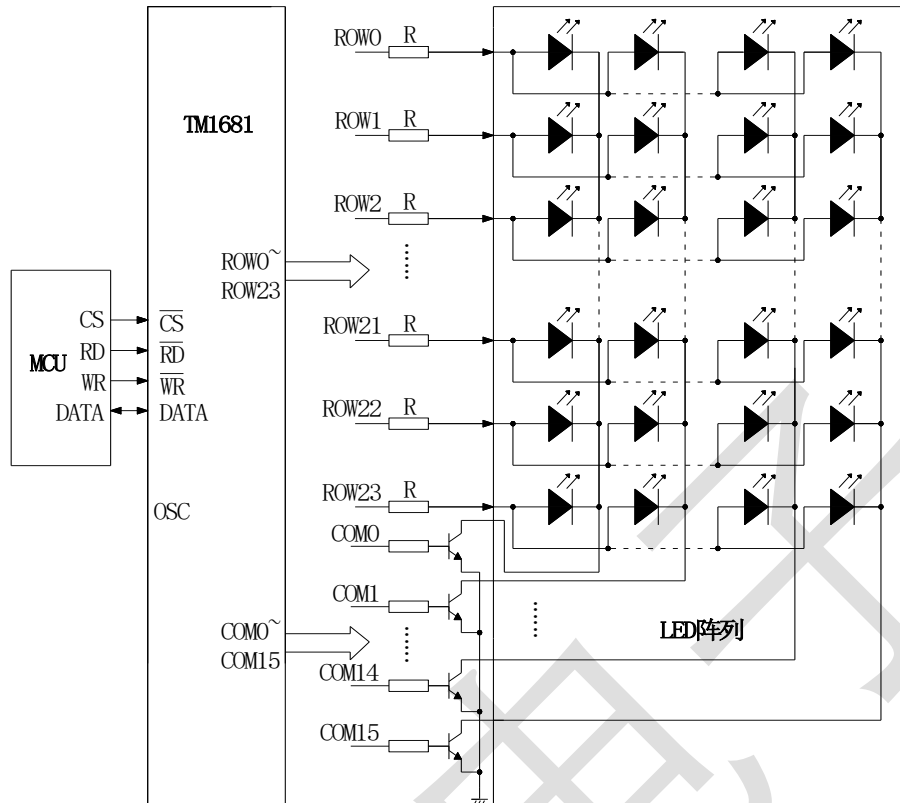 MCU
CS
RD
WR
DATA
TM1681
CS
RD
WR
DATA
OSC
ROW0~
ROW23
COM0~
COM15
ROW0 R
ROW1 R
ROW2 R
ROW21 R
ROW22 R
ROW23 R
COM0
COM1
COM14
COM15
LED阵列